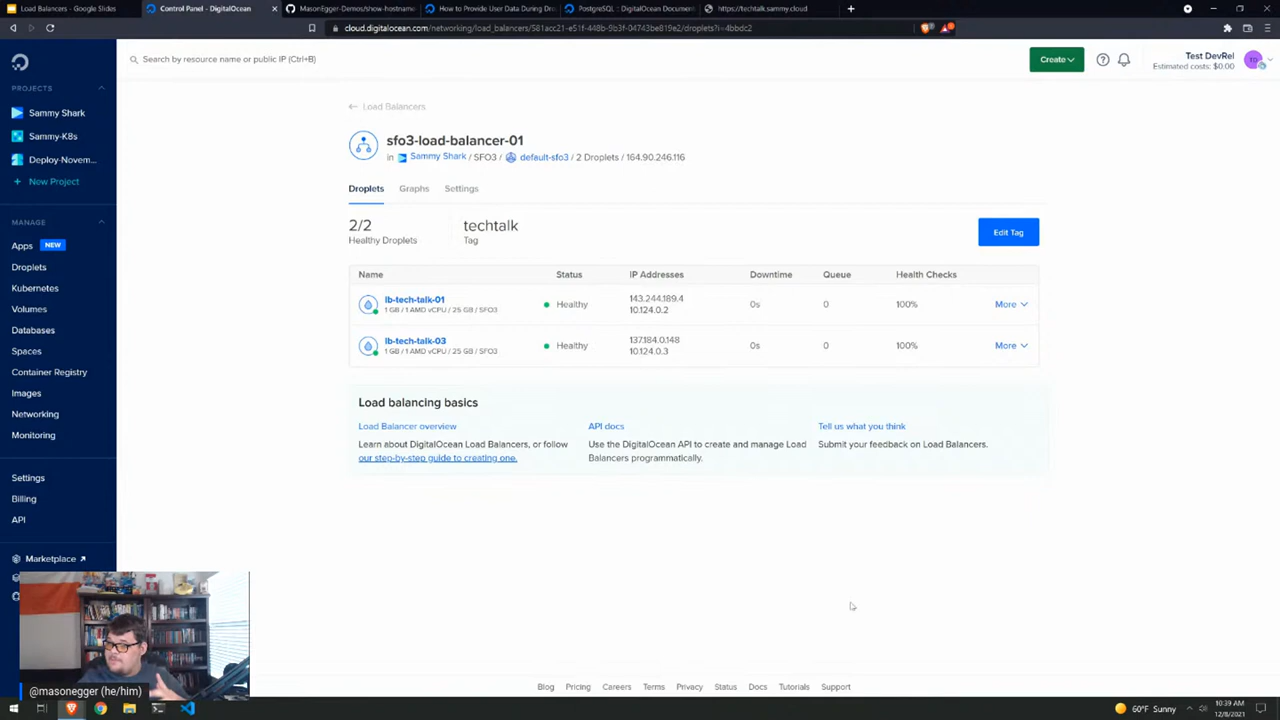 Load Balancers - Google Slides
Control Panel - DigitalOcean
MasonEgger-Demos/show-hostname
How to Provide User Data During Dro
PostgreSQL :: DigitalOcean Document
https://techtalk.sammy.cloud
cloud.digitalocean.com/networking/load_balancers/581acc21-e51f-448b-9b3f-04743be819e2/droplets?i=4bbdc2
Search by resource name or public IP (Ctrl+B)
Create
Test DevRel
Estimated costs: $0.00
TD
PROJECTS
Sammy Shark
Sammy-K8s
Deploy-Novem...
+ New Project
MANAGE
Apps NEW
Droplets
Kubernetes
Volumes
Databases
Spaces
Container Registry
Images
Networking
Monitoring
Settings
Billing
API
Marketplace
← Load Balancers
sfo3-load-balancer-01
in Sammy Shark / SFO3 / default-sfo3 / 2 Droplets / 164.90.246.116
Droplets Graphs Settings
2/2
Healthy Droplets
techtalk
Tag
Edit Tag
Name Status IP Addresses Downtime Queue Health Checks
lb-tech-talk-01
1 GB / 1 AMD vCPU / 25 GB / SFO3
Healthy
143.244.189.4
10.124.0.2
0s 0 100% More
lb-tech-talk-03
1 GB / 1 AMD vCPU / 25 GB / SFO3
Healthy
137.184.0.148
10.124.0.3
0s 0 100% More
Load balancing basics
Load Balancer overview
Learn about DigitalOcean Load Balancers, or follow
our step-by-step guide to creating one.
API docs
Use the DigitalOcean API to create and manage Load
Balancers programmatically.
Tell us what you think
Submit your feedback on Load Balancers.
Blog Pricing Careers Terms Privacy Status Docs Tutorials Support
@masonegger (he/him)
60°F Sunny
10:39 AM
12/8/2021